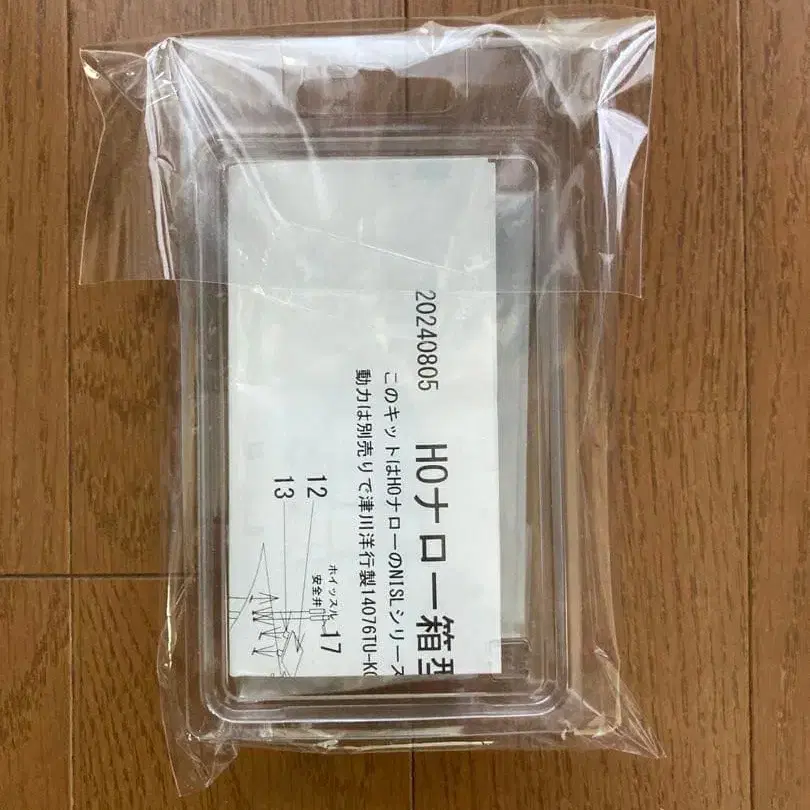 20240805 HOナロー箱型
このキットはHOナローのNISLシリーズ
動力は別売りで津川洋行製14076TU-K
12
13
ホイッスル
安全弁
17